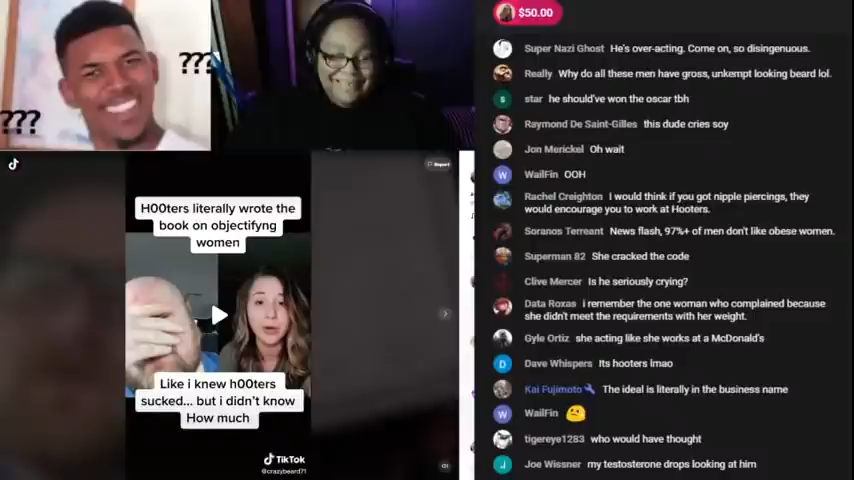 ???
???
Report
H00ters literally wrote the
book on objectifyng
women
Like i knew h00ters
sucked... but i didn't know
How much
TikTok
@crazybeard71
$50.00
Super Nazi Ghost He's over-acting. Come on, so disingenuous.
Really Why do all these men have gross, unkempt looking beard lol.
star he should've won the oscar tbh
Raymond De Saint-Gilles this dude cries soy
Jon Merickel Oh wait
W WailFin OOH
Rachel Creighton I would think if you got nipple piercings, they
would encourage you to work at Hooters.
Soranos Terreant News flash, 97%+ of men don't like obese women.
Superman 82 She cracked the code
Clive Mercer Is he seriously crying?
Data Roxas i remember the one woman who complained because
she didn't meet the requirements with her weight.
Gyle Ortiz she acting like she works at a McDonald's
D Dave Whispers Its hooters lmao
Kai Fujimoto The ideal is literally in the business name
W WailFin
tigereye1283 who would have thought
J Joe Wissner my testosterone drops looking at him